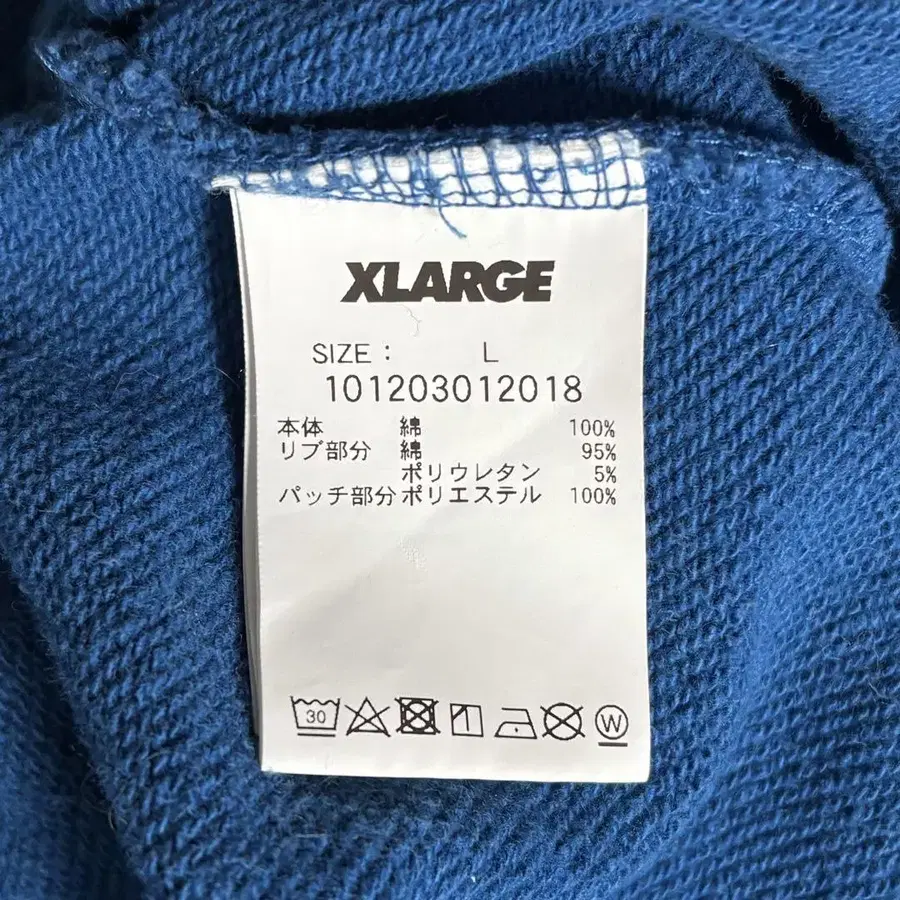 XLARGE
SIZE： L
101203012018
本体 綿 100%
リブ部分 綿 95%
ポリウレタン 5%
パッチ部分 ポリエステル 100%
30 W